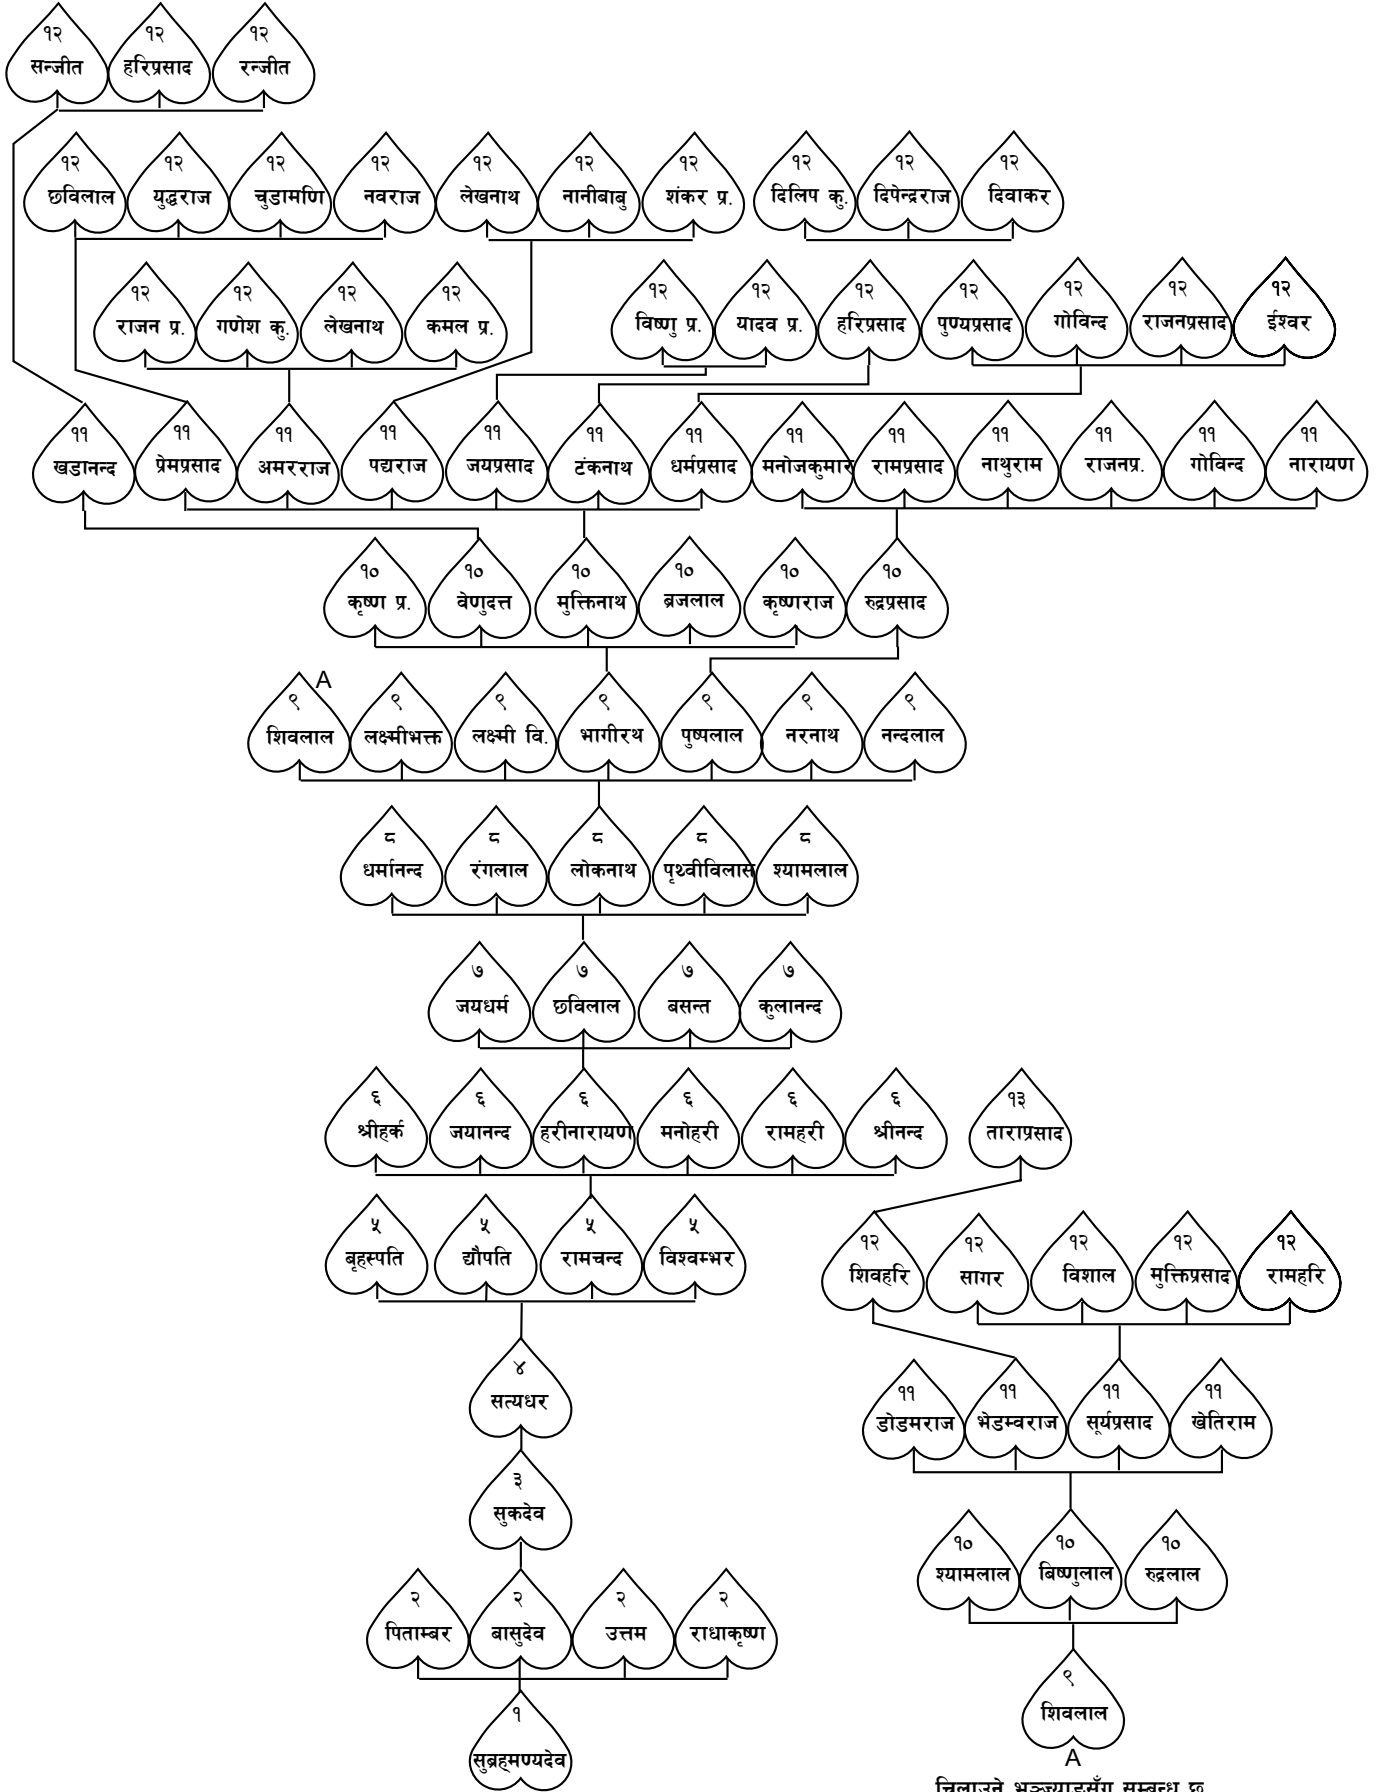 १२ १२ १२
सन्जीत हरिप्रसाद रन्जीत
१२ १२ १२ १२ १२ १२ १२ १२ १२ १२
छविलाल युद्धराज चुडामणि नवराज लेखनाथ नानीबाबु शंकर प्र. दिलिप कु. दिपेन्द्रराज दिवाकर
१२ १२ १२ १२ १२ १२ १२ १२ १२ १२ १२
राजन प्र. गणेश कु. लेखनाथ कमल प्र. विष्णु प्र. यादव प्र. हरिप्रसाद पुण्यप्रसाद गोविन्द राजनप्रसाद ईश्वर
११ ११ ११ ११ ११ ११ ११ ११ ११ ११ ११ ११ ११
खडानन्द प्रेमप्रसाद अमरराज पद्यराज जयप्रसाद टंकनाथ धर्मप्रसाद मनोजकुमार रामप्रसाद नाथुराम राजनप्र. गोविन्द नारायण
१० १० १० १० १० १०
कृष्ण प्र. वेणुदत्त मुक्तिनाथ ब्रजलाल कृष्णराज रुद्रप्रसाद
A
९ ९ ९ ९ ९ ९ ९
शिवलाल लक्ष्मीभक्त लक्ष्मी वि. भागीरथ पुष्पलाल नरनाथ नन्दलाल
८ ८ ८ ८ ८
धर्मानन्द रंगलाल लोकनाथ पृथ्वीविलास श्यामलाल
७ ७ ७ ७
जयधर्म छविलाल बसन्त कुलानन्द
६ ६ ६ ६ ६ ६ १३
श्रीहर्क जयानन्द हरीनारायण मनोहरी रामहरी श्रीनन्द ताराप्रसाद
५ ५ ५ ५
बृहस्पति द्यौपति रामचन्द विश्वम्भर
१२ १२ १२ १२ १२
शिवहरि सागर विशाल मुक्तिप्रसाद रामहरि
४
सत्यधर
११ ११ ११ ११
डोडमराज भेडम्वराज सूर्यप्रसाद खेतिराम
३
सुकदेव
१० १० १०
श्यामलाल बिष्णुलाल रुद्रलाल
२ २ २ २
पिताम्बर बासुदेव उत्तम राधाकृष्ण
९
शिवलाल
A
१
सुब्रह्मण्यदेव
चिलाउने भञ्ज्याङसँग सम्बन्ध छ